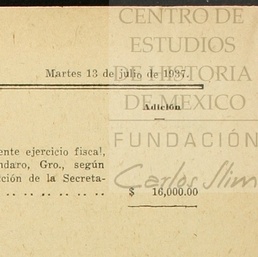 CENTRO DE
ESTUDIOS
DE HISTORIA
DE MEXICO
FUNDACIÓN
Carlos Slim
Martes 13 de julio de 1937.
Adición
ente ejercicio fiscal,
ndaro, Gro., según
ción de la Secreta-
.. .. .. .. .. .. $ 16,000.00